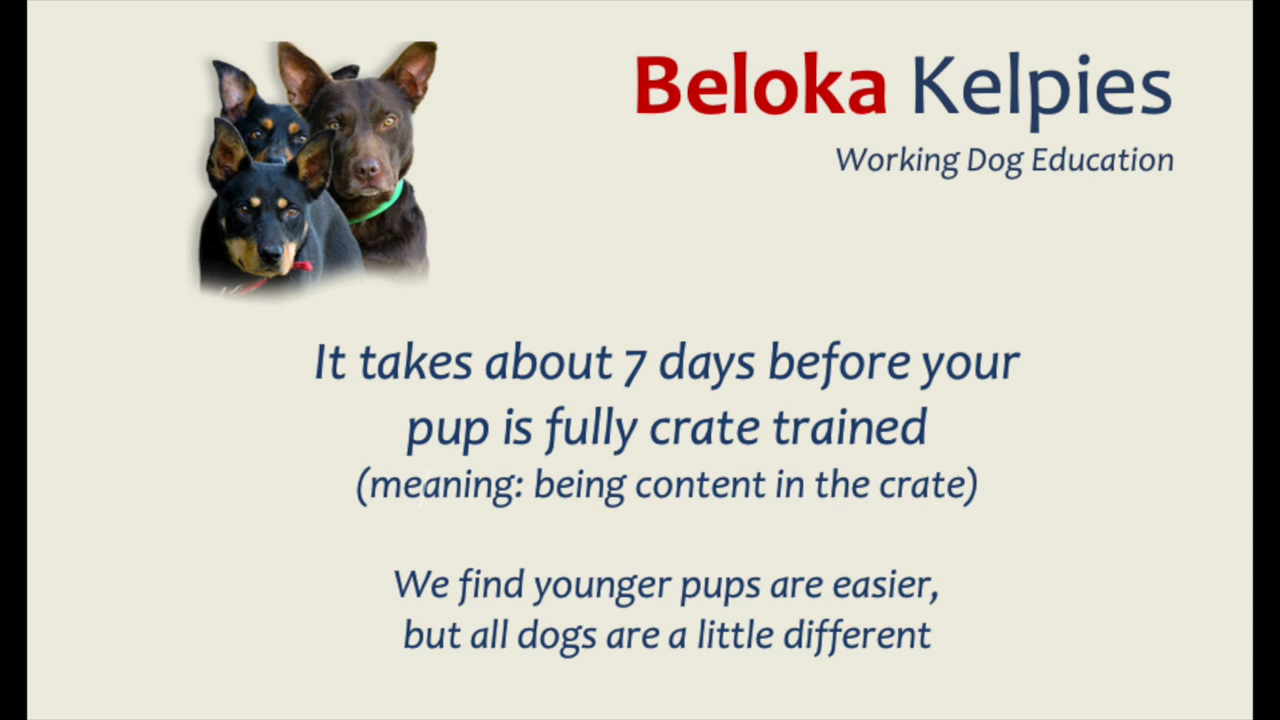 Beloka Kelpies
Working Dog Education
It takes about 7 days before your
pup is fully crate trained
(meaning: being content in the crate)
We find younger pups are easier,
but all dogs are a little different